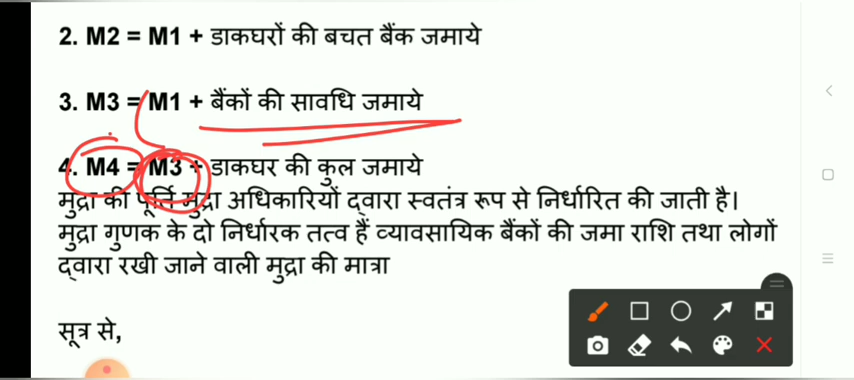 2. M2 = M1 + डाकघरों की बचत बैंक जमाये
3. M3 = M1 + बैंकों की सावधि जमाये
4. M4 = M3 + डाकघर की कुल जमाये
मुद्रा की पूर्ति मुद्रा अधिकारियों द्वारा स्वतंत्र रूप से निर्धारित की जाती है।
मुद्रा गुणक के दो निर्धारक तत्व हैं व्यावसायिक बैंकों की जमा राशि तथा लोगों
द्वारा रखी जाने वाली मुद्रा की मात्रा
सूत्र से,